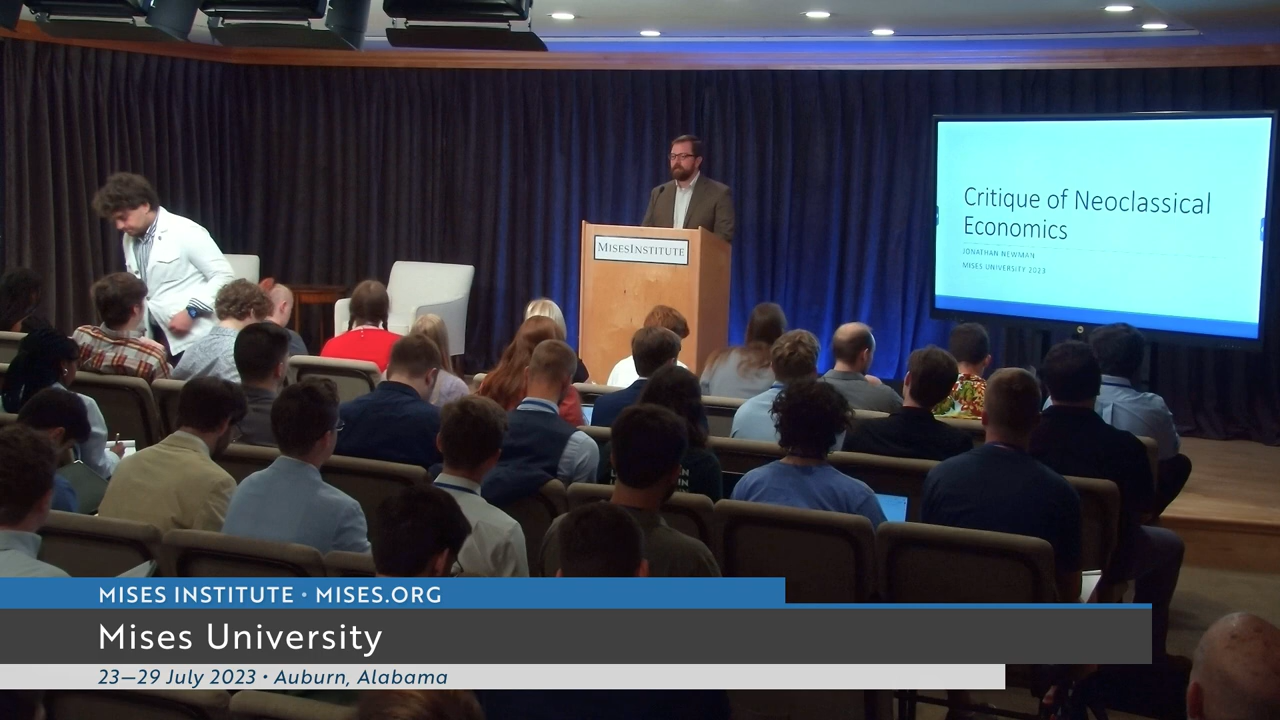 Critique of Neoclassical
Economics
JONATHAN NEWMAN
MISES UNIVERSITY 2023
MISESINSTITUTE
MISES INSTITUTE • MISES.ORG
Mises University
23—29 July 2023 • Auburn, Alabama